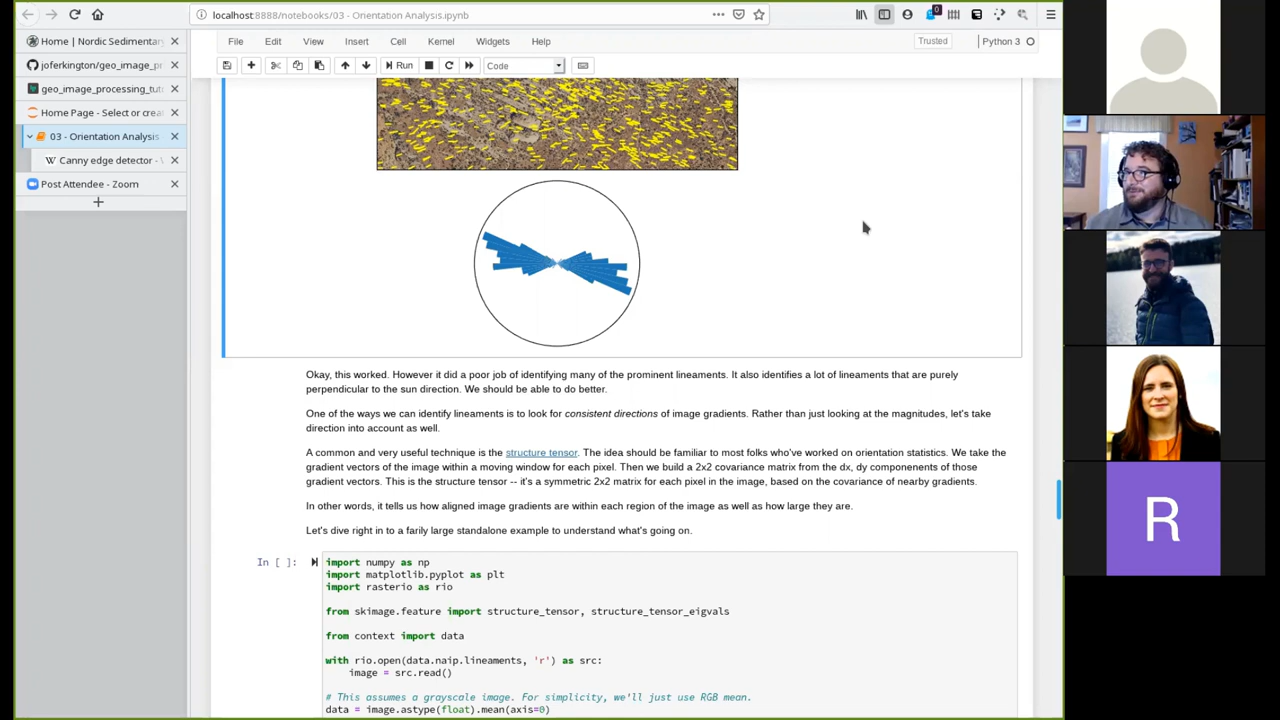 localhost:8888/notebooks/03 - Orientation Analysis.ipynb
0
Home | Nordic Sedimentar
joferkington/geo_image_pr
geo_image_processing_tuto
Home Page - Select or creat
03 - Orientation Analysis
Canny edge detector - W
Post Attendee - Zoom
File Edit View Insert Cell Kernel Widgets Help Trusted Python 3
Run Code
Okay, this worked. However it did a poor job of identifying many of the prominent lineaments. It also identifies a lot of lineaments that are purely
perpendicular to the sun direction. We should be able to do better.
One of the ways we can identify lineaments is to look for consistent directions of image gradients. Rather than just looking at the magnitudes, let's take
direction into account as well.
A common and very useful technique is the structure tensor. The idea should be familiar to most folks who've worked on orientation statistics. We take the
gradient vectors of the image within a moving window for each pixel. Then we build a 2x2 covariance matrix from the dx, dy componenents of those
gradient vectors. This is the structure tensor -- it's a symmetric 2x2 matrix for each pixel in the image, based on the covariance of nearby gradients.
In other words, it tells us how aligned image gradients are within each region of the image as well as how large they are.
Let's dive right in to a farily large standalone example to understand what's going on.
In [ ]:
import numpy as np
import matplotlib.pyplot as plt
import rasterio as rio
from skimage.feature import structure_tensor, structure_tensor_eigvals
from context import data
with rio.open(data.naip.lineaments, 'r') as src:
image = src.read()
# This assumes a grayscale image. For simplicity, we'll just use RGB mean.
data = image.astype(float).mean(axis=0)
R